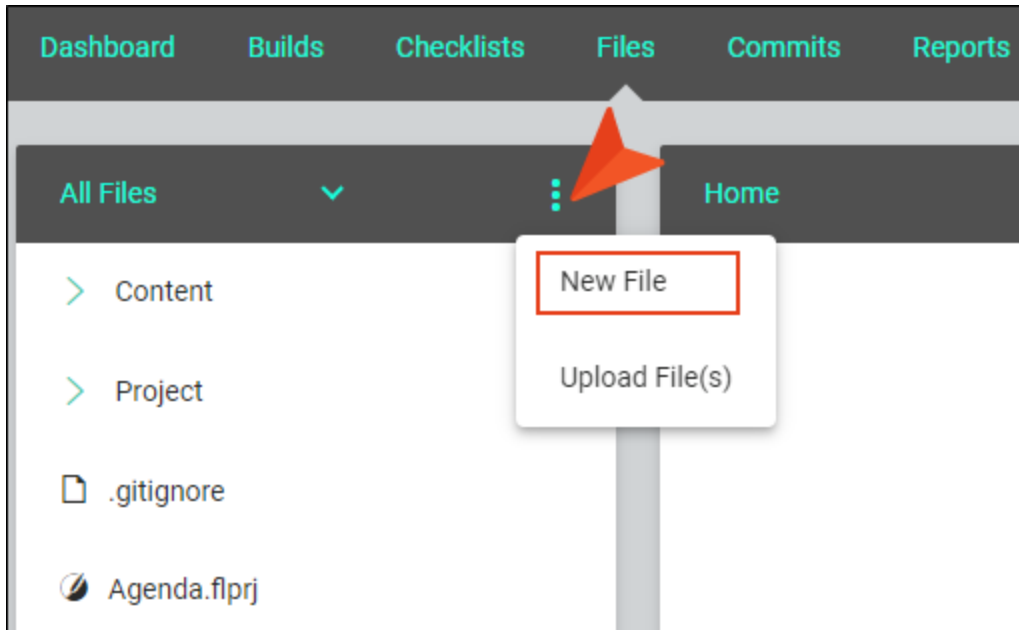 Dashboard Builds Checklists Files Commits Reports
All Files
Home
New File
Upload File(s)
Content
Project
.gitignore
Agenda.flprj